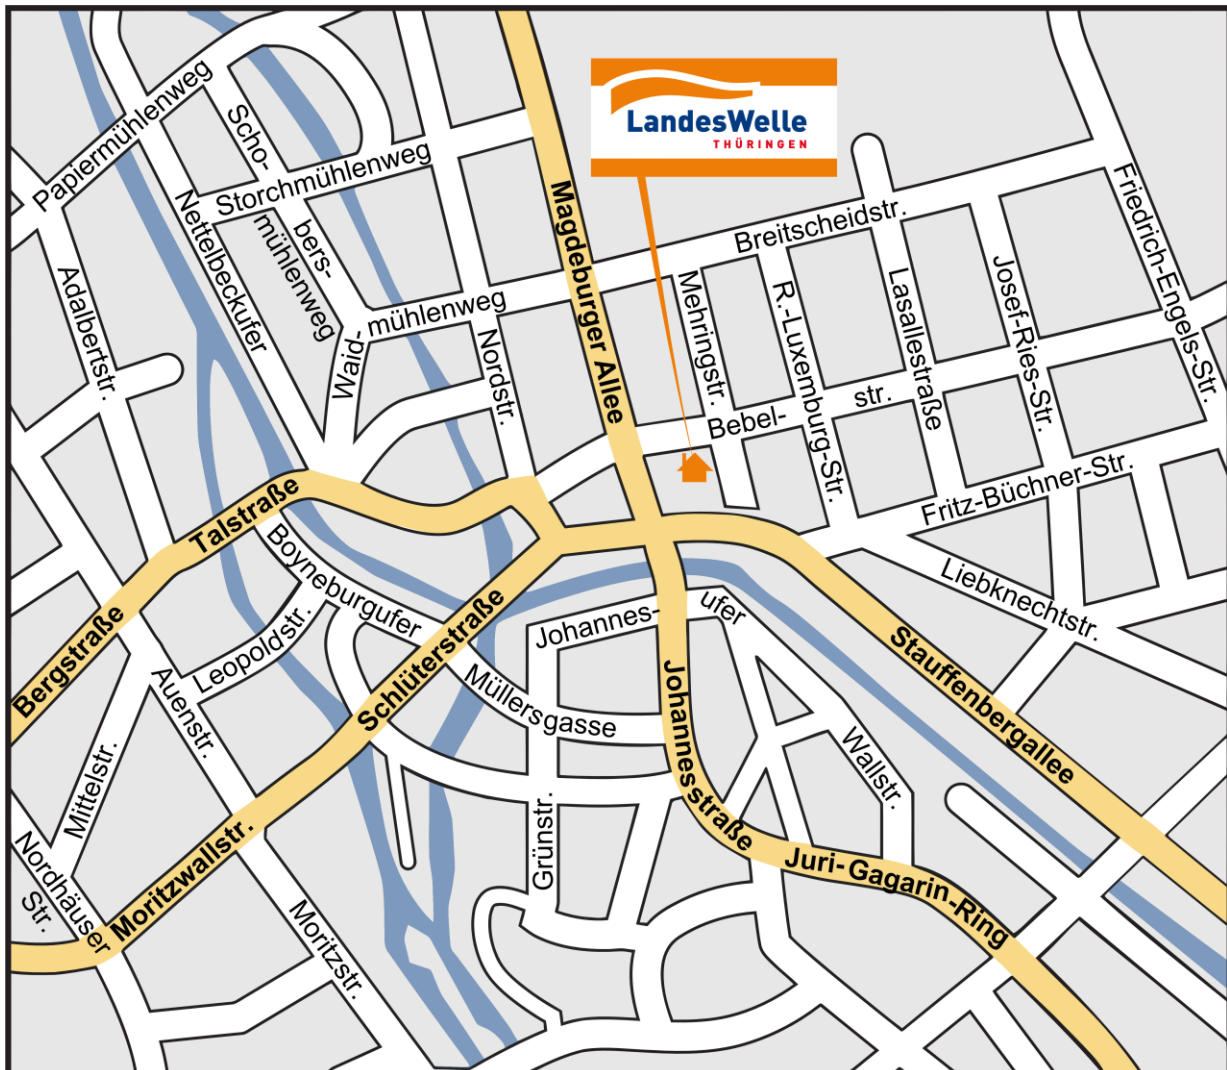 LandesWelle
THÜRINGEN
Papiermühlenweg
Scho-
bers-
mühlenweg
Storchmühlenweg
Nettelbeckufer
Adalbertstr.
Waid-
mühlenweg
Nordstr.
Magdeburger Allee
Breitscheidstr.
Friedrich-Engels-Str.
Mehringstr.
R.-Luxemburg-Str.
Lasallestraße
Josef-Ries-Str.
Bebel-
str.
Fritz-Büchner-Str.
Liebknechtstr.
Talstraße
Bergstraße
Boyneburgufer
Leopoldstr.
Schlüterstraße
Johannes-
ufer
Müllersgasse
Johannesstraße
Stauffenbergallee
Wallstr.
Auenstr.
Mittelstr.
Nordhäuser
Str.
Moritzwallstr.
Moritzstr.
Grünstr.
Juri-Gagarin-Ring